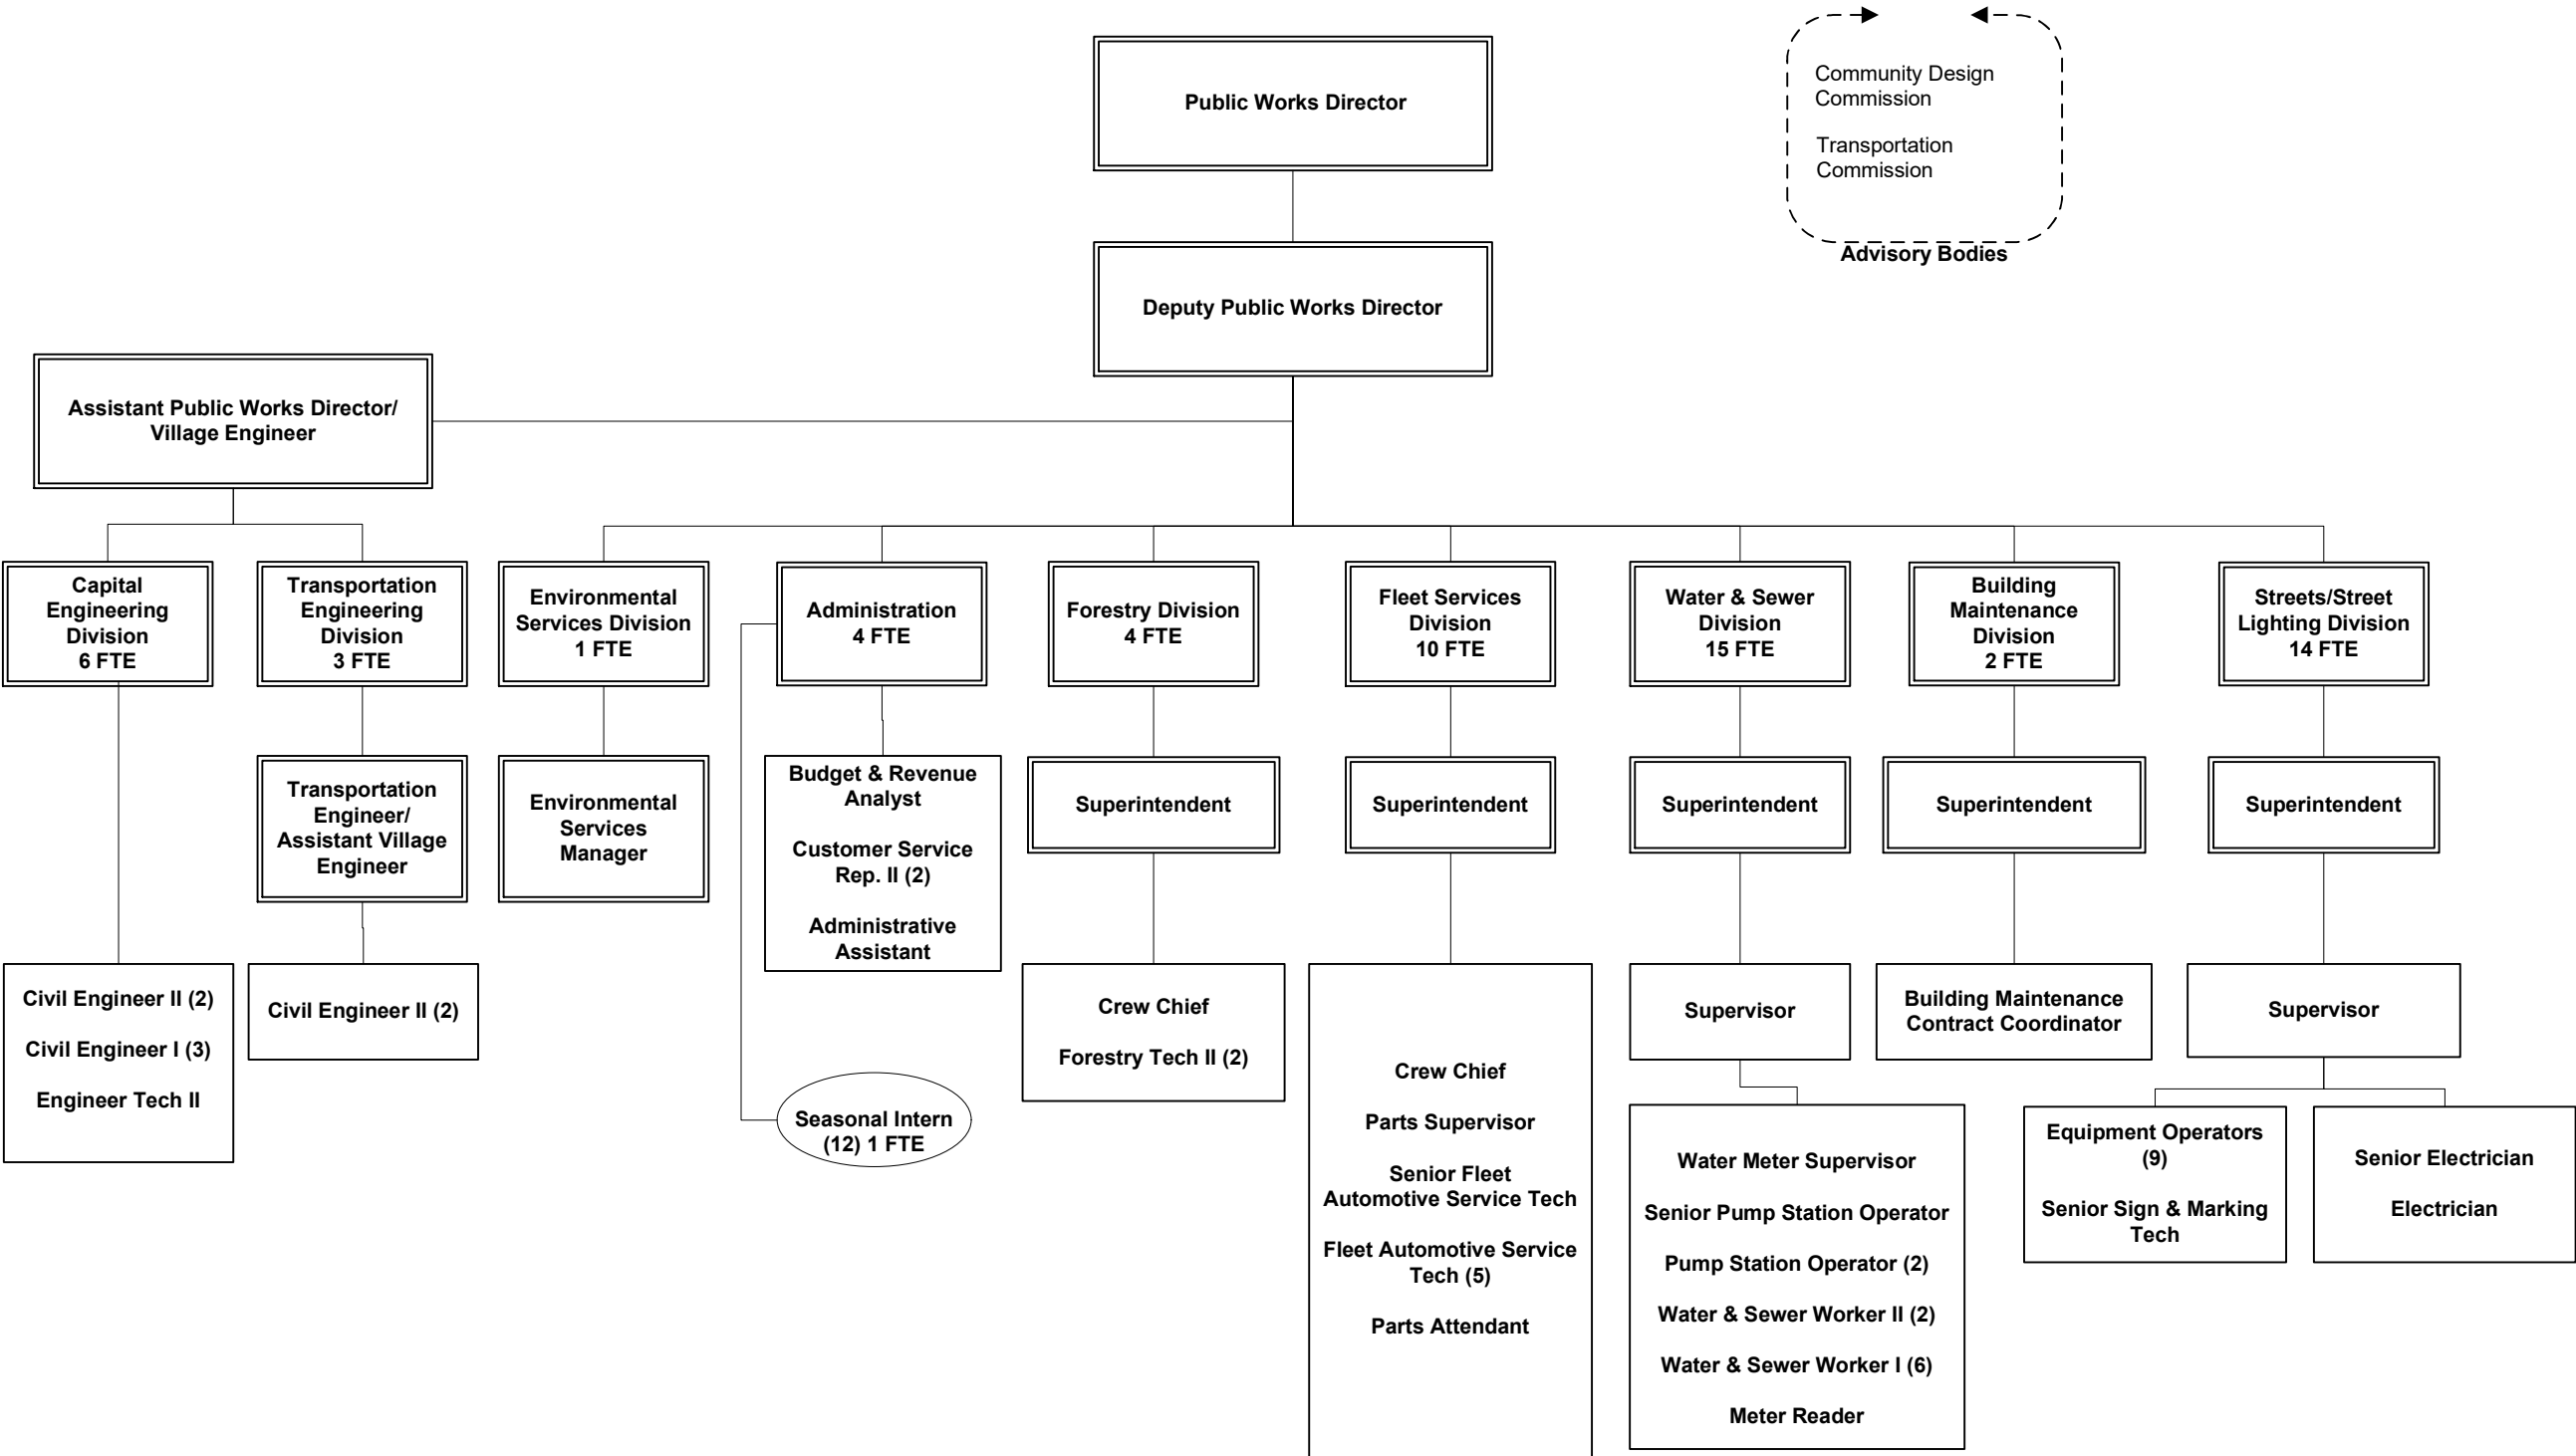 Public Works Director
Community Design
Commission
Transportation
Commission
Advisory Bodies
Deputy Public Works Director
Assistant Public Works Director/
Village Engineer
Capital
Engineering
Division
6 FTE
Transportation
Engineering
Division
3 FTE
Environmental
Services Division
1 FTE
Administration
4 FTE
Forestry Division
4 FTE
Fleet Services
Division
10 FTE
Water & Sewer
Division
15 FTE
Building
Maintenance
Division
2 FTE
Streets/Street
Lighting Division
14 FTE
Transportation
Engineer/
Assistant Village
Engineer
Environmental
Services
Manager
Budget & Revenue
Analyst
Customer Service
Rep. II (2)
Administrative
Assistant
Superintendent
Superintendent
Superintendent
Superintendent
Superintendent
Civil Engineer II (2)
Civil Engineer I (3)
Engineer Tech II
Civil Engineer II (2)
Seasonal Intern
(12) 1 FTE
Crew Chief
Forestry Tech II (2)
Crew Chief
Parts Supervisor
Senior Fleet
Automotive Service Tech
Fleet Automotive Service
Tech (5)
Parts Attendant
Supervisor
Water Meter Supervisor
Senior Pump Station Operator
Pump Station Operator (2)
Water & Sewer Worker II (2)
Water & Sewer Worker I (6)
Meter Reader
Building Maintenance
Contract Coordinator
Supervisor
Equipment Operators
(9)
Senior Sign & Marking
Tech
Senior Electrician
Electrician